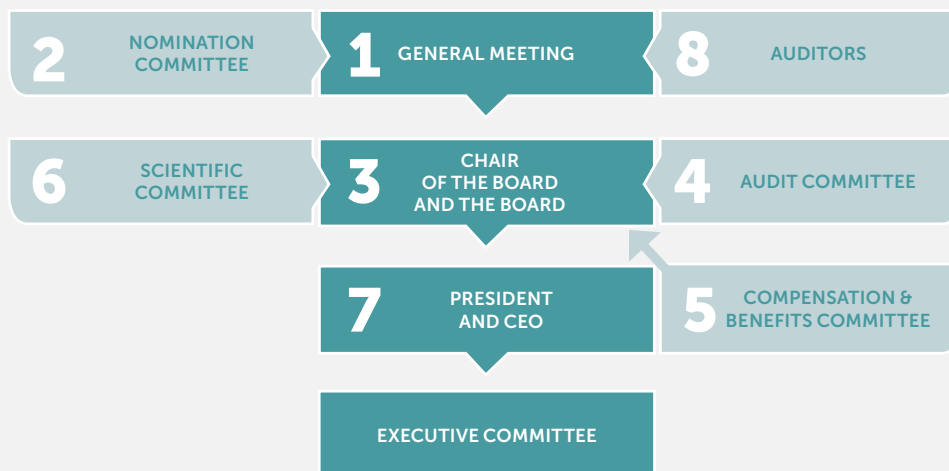 2
NOMINATION
COMMITTEE
1
GENERAL MEETING
8
AUDITORS
6
SCIENTIFIC
COMMITTEE
3
CHAIR
OF THE BOARD
AND THE BOARD
4
AUDIT COMMITTEE
7
PRESIDENT
AND CEO
5
COMPENSATION &
BENEFITS COMMITTEE
EXECUTIVE COMMITTEE